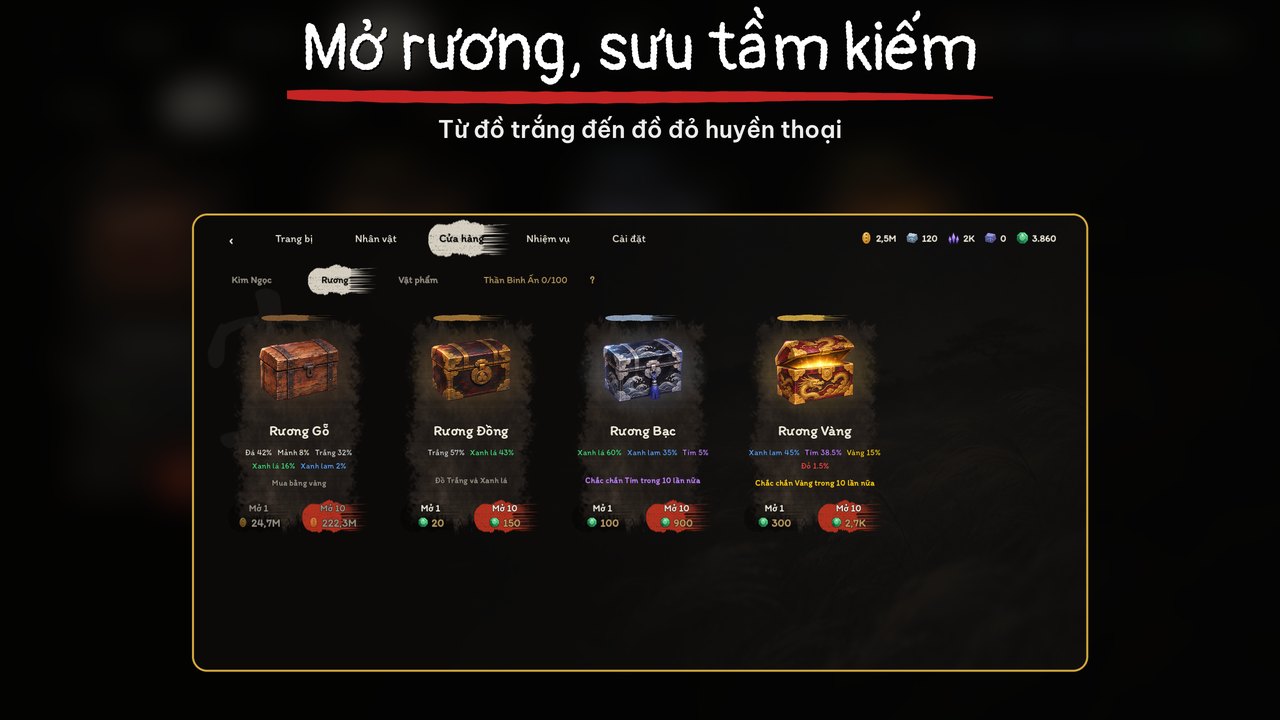 Mở rương, sưu tầm kiếm
Từ đồ trắng đến đồ đỏ huyền thoại
‹ Trang bị Nhân vật Cửa hàng Nhiệm vụ Cài đặt 2,5M 120 2K 0 3.860
Kim Ngọc Rương Vật phẩm Thần Binh Ấn 0/100 ?
Rương Gỗ Rương Đồng Rương Bạc Rương Vàng
Đá 42% Mảnh 8% Trắng 32% Trắng 57% Xanh lá 43% Xanh lá 60% Xanh lam 35% Tím 5% Xanh lam 45% Tím 38.5% Vàng 15%
Xanh lá 16% Xanh lam 2% Đỏ 1.5%
Mua bằng vàng Đồ Trắng và Xanh lá Chắc chắn Tím trong 10 lần nữa Chắc chắn Vàng trong 10 lần nữa
Mở 1 Mở 10 Mở 1 Mở 10 Mở 1 Mở 10 Mở 1 Mở 10
24,7M 222,3M 20 150 100 900 300 2,7K